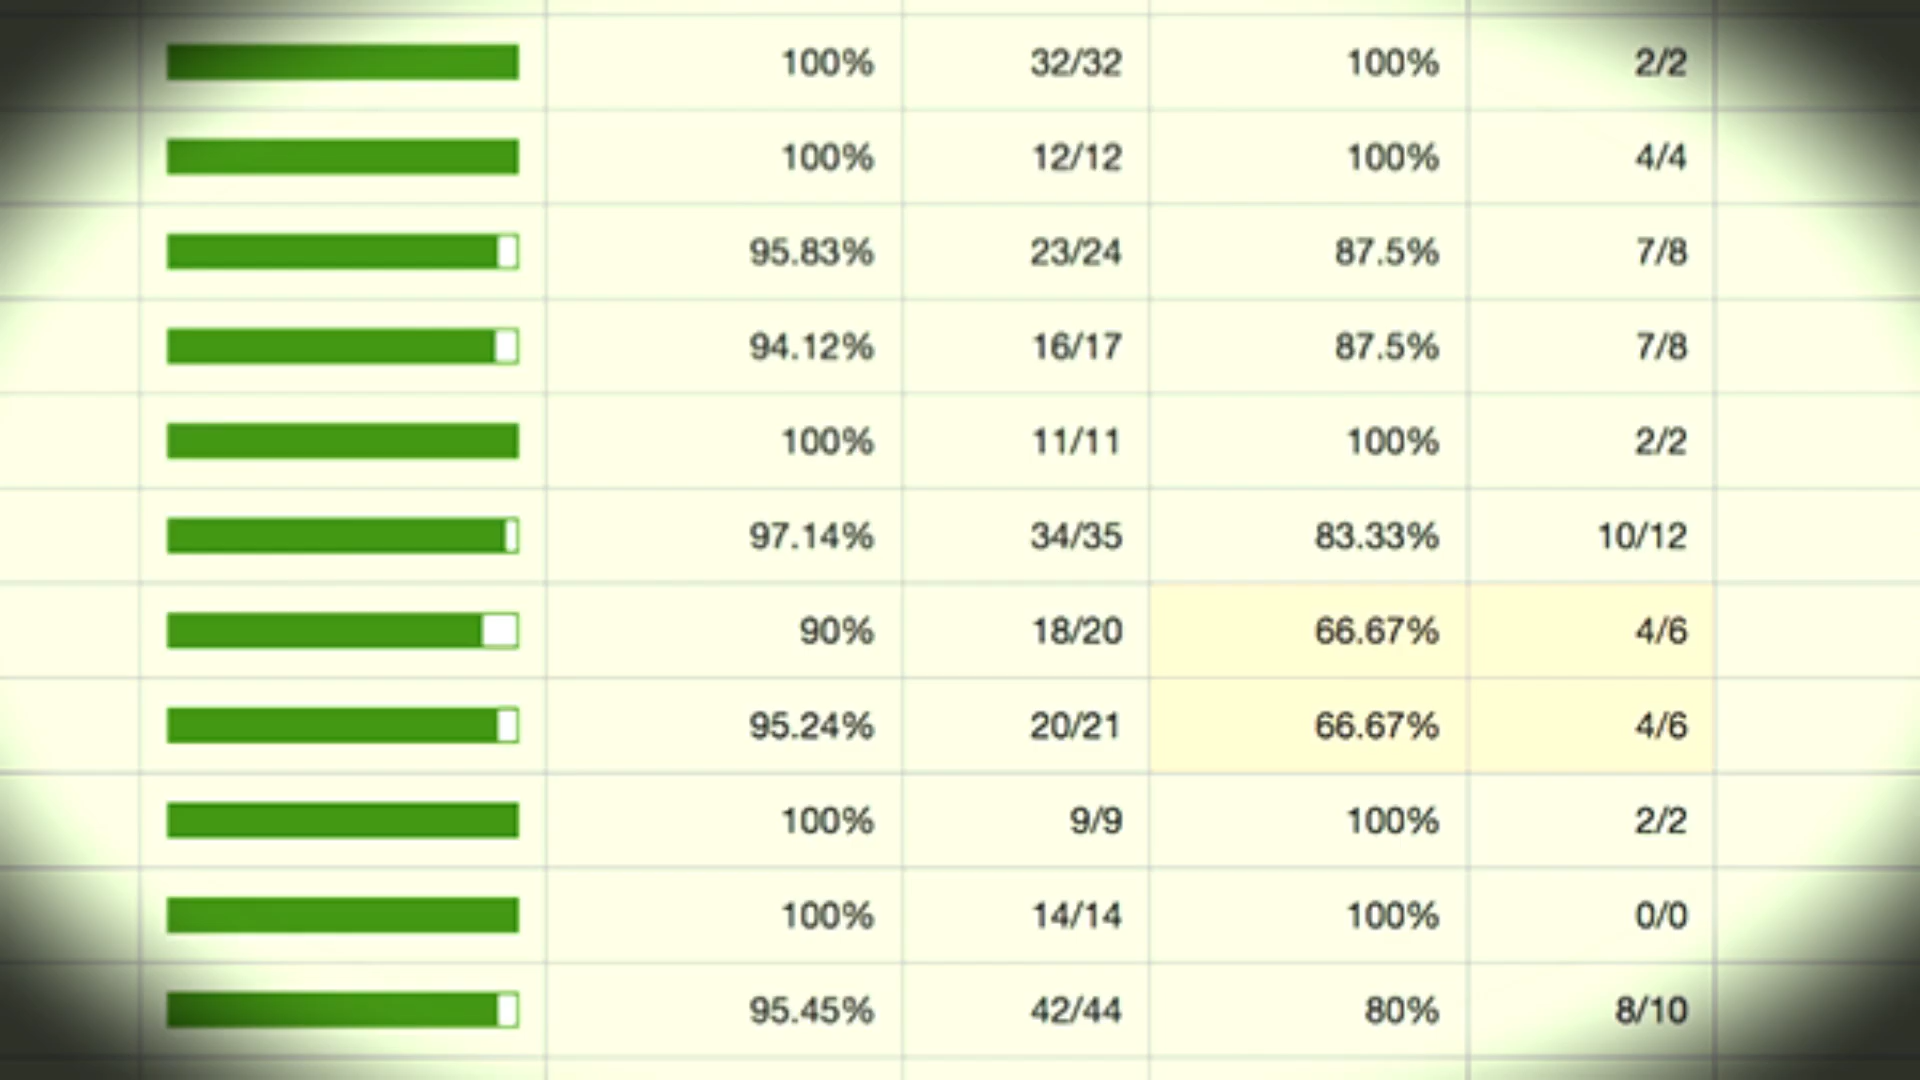 100% 32/32 100% 2/2
100% 12/12 100% 4/4
95.83% 23/24 87.5% 7/8
94.12% 16/17 87.5% 7/8
100% 11/11 100% 2/2
97.14% 34/35 83.33% 10/12
90% 18/20 66.67% 4/6
95.24% 20/21 66.67% 4/6
100% 9/9 100% 2/2
100% 14/14 100% 0/0
95.45% 42/44 80% 8/10